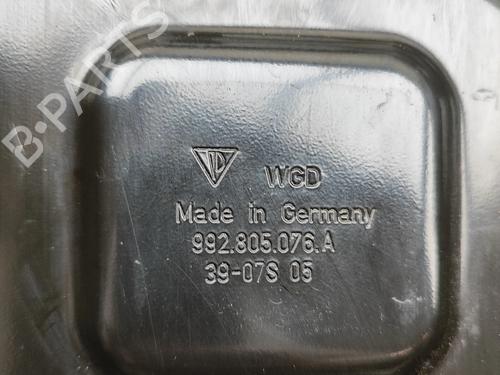 B-PARTS
WGD
Made in Germany
992.805.076.A
39-07S 05